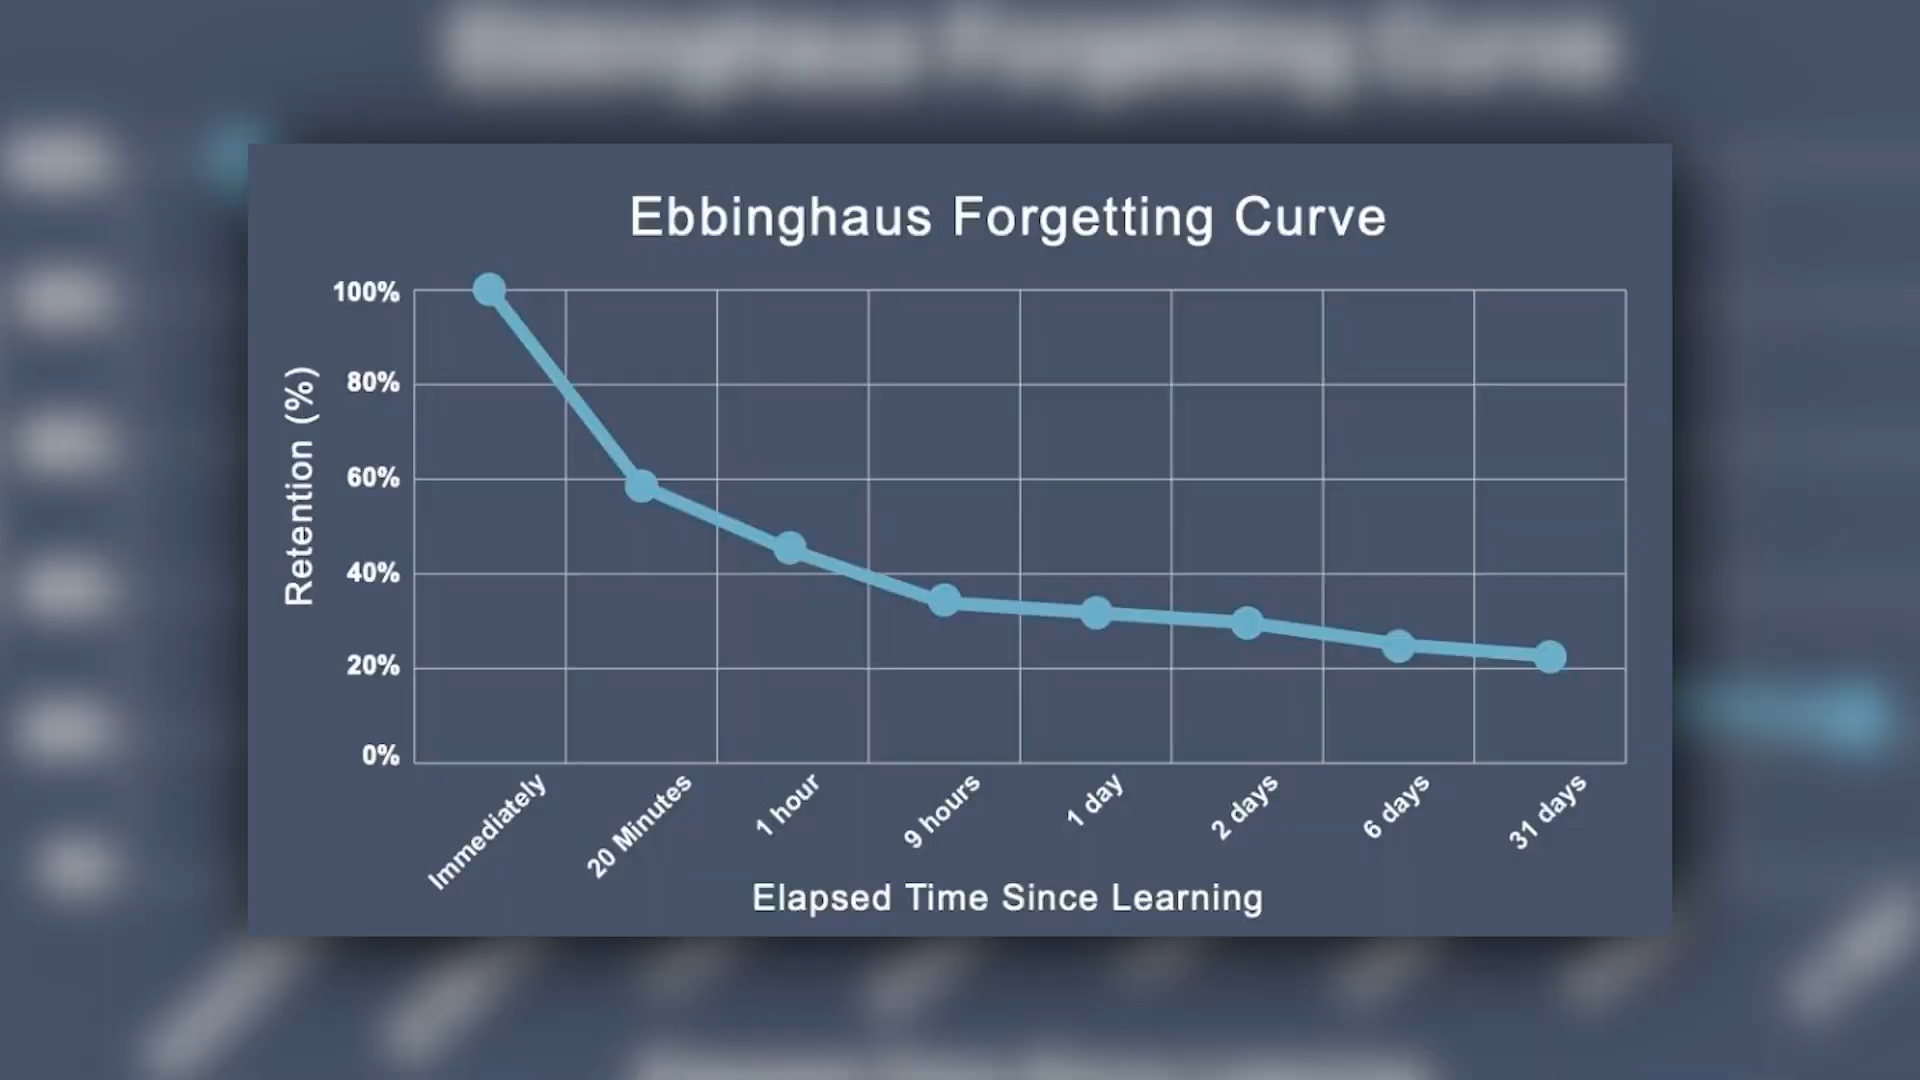 Ebbinghaus Forgetting Curve
100%
80%
60%
40%
20%
0%
Retention (%)
Immediately
20 Minutes
1 hour
9 hours
1 day
2 days
6 days
31 days
Elapsed Time Since Learning